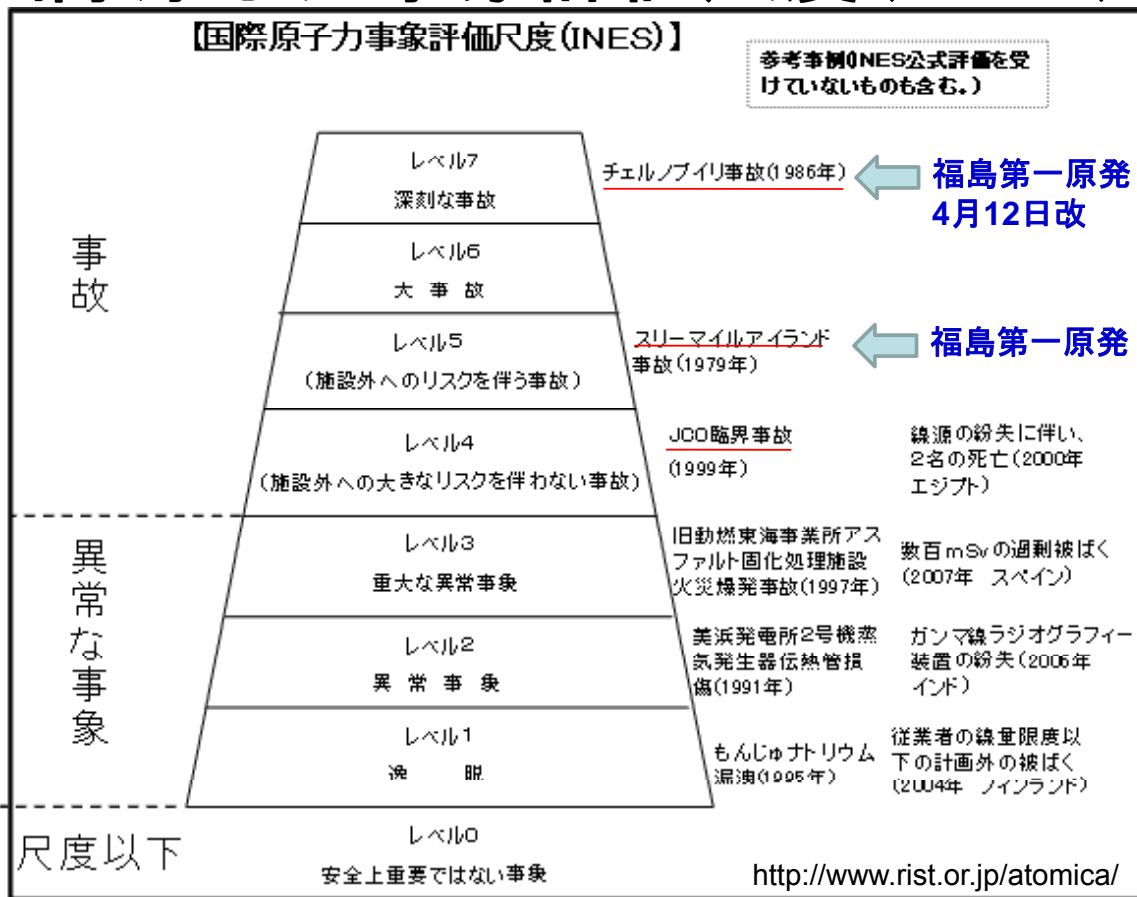 【国際原子力事象評価尺度(INES)】
参考事例(INES公式評価を受
けていないものも含む。)
事故
レベル7
深刻な事故
チェルノブイリ事故(1986年)
福島第一原発
4月12日改
レベル6
大 事 故
レベル5
(施設外へのリスクを伴う事故)
スリーマイルアイランド
事故(1979年)
福島第一原発
レベル4
(施設外への大きなリスクを伴わない事故)
JCO臨界事故
(1999年)
線源の紛失に伴い、
2名の死亡(2000年
エジプト)
異常な事象
レベル3
重大な異常事象
旧動燃東海事業所アス
ファルト固化処理施設
火災爆発事故(1997年)
数百mSvの過剰被ばく
(2007年 スペイン)
レベル2
異 常 事 象
美浜発電所2号機蒸
気発生器伝熱管損
傷(1991年)
ガンマ線ラジオグラフィー
装置の紛失(2006年
インド)
レベル1
逸 脱
もんじゅナトリウム
漏洩(1995年)
従業者の線量限度以
下の計画外の被ばく
(2004年 フィンランド)
尺度以下
レベル0
安全上重要ではない事象
http://www.rist.or.jp/atomica/